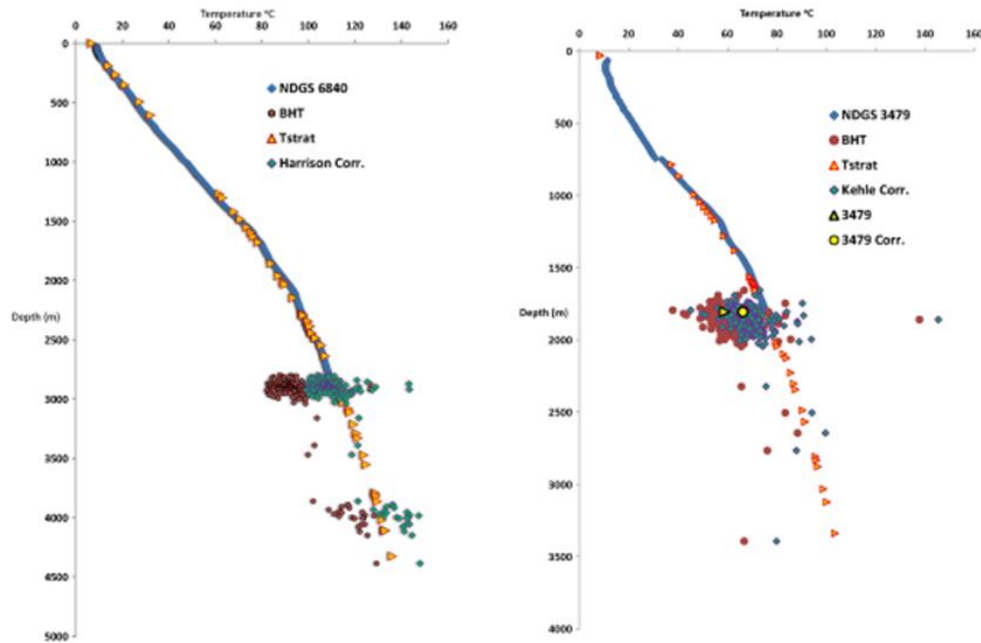 Temperature °C
0 20 40 60 80 100 120 140 160
0
500
1000
1500
2000
2500
3000
3500
4000
4500
5000
Depth (m)
NDGS 6840
BHT
Tstrat
Harrison Corr.
Temperature °C
0 20 40 60 80 100 120 140 160
0
500
1000
1500
2000
2500
3000
3500
4000
Depth (m)
NDGS 3479
BHT
Tstrat
Kehle Corr.
3479
3479 Corr.